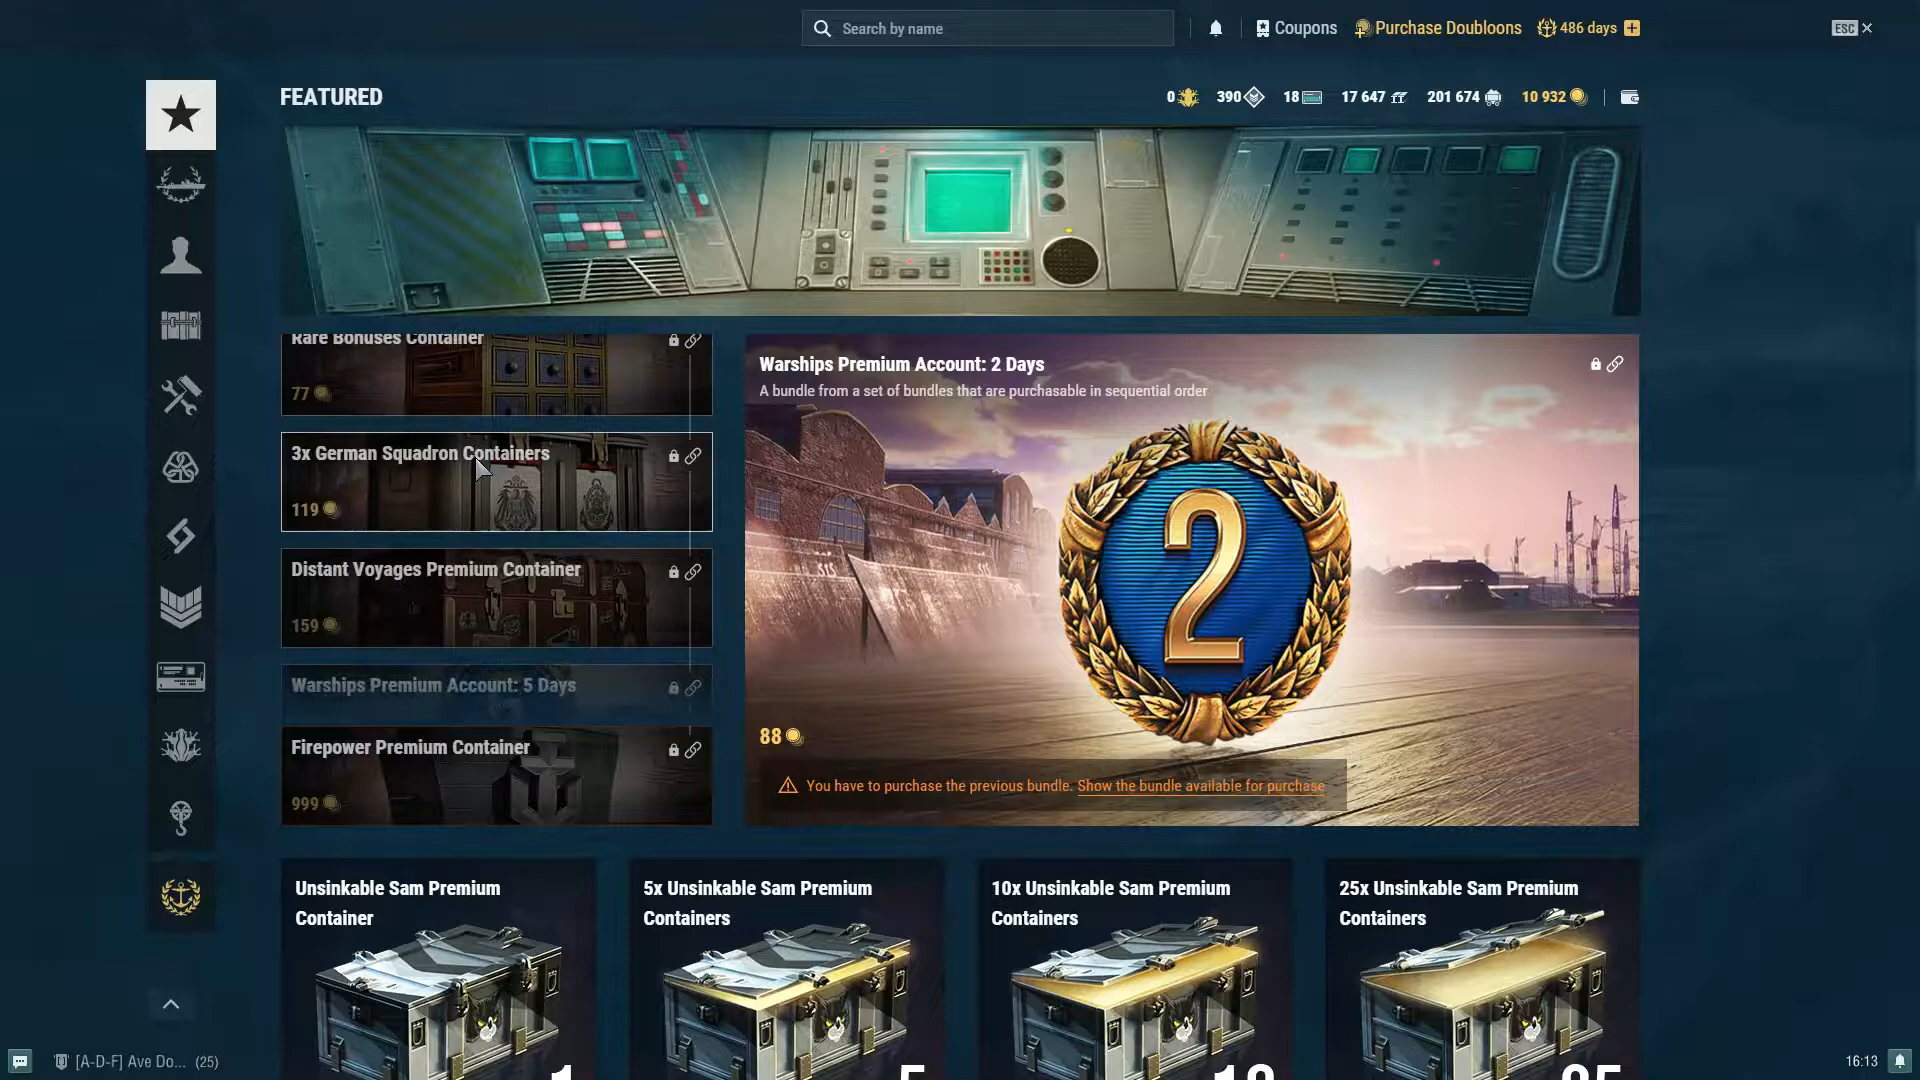 Search by name
Coupons
Purchase Doubloons
486 days
ESC
FEATURED
0
390
18
17 647
201 674
10 932
Rare Bonuses Container
77
3x German Squadron Containers
119
Distant Voyages Premium Container
159
Warships Premium Account: 5 Days
Firepower Premium Container
999
Warships Premium Account: 2 Days
A bundle from a set of bundles that are purchasable in sequential order
2
88
You have to purchase the previous bundle. Show the bundle available for purchase
Unsinkable Sam Premium
Container
5x Unsinkable Sam Premium
Containers
10x Unsinkable Sam Premium
Containers
25x Unsinkable Sam Premium
Containers
1
5
10
25
[A-D-F] Ave Do... (25)
16:13